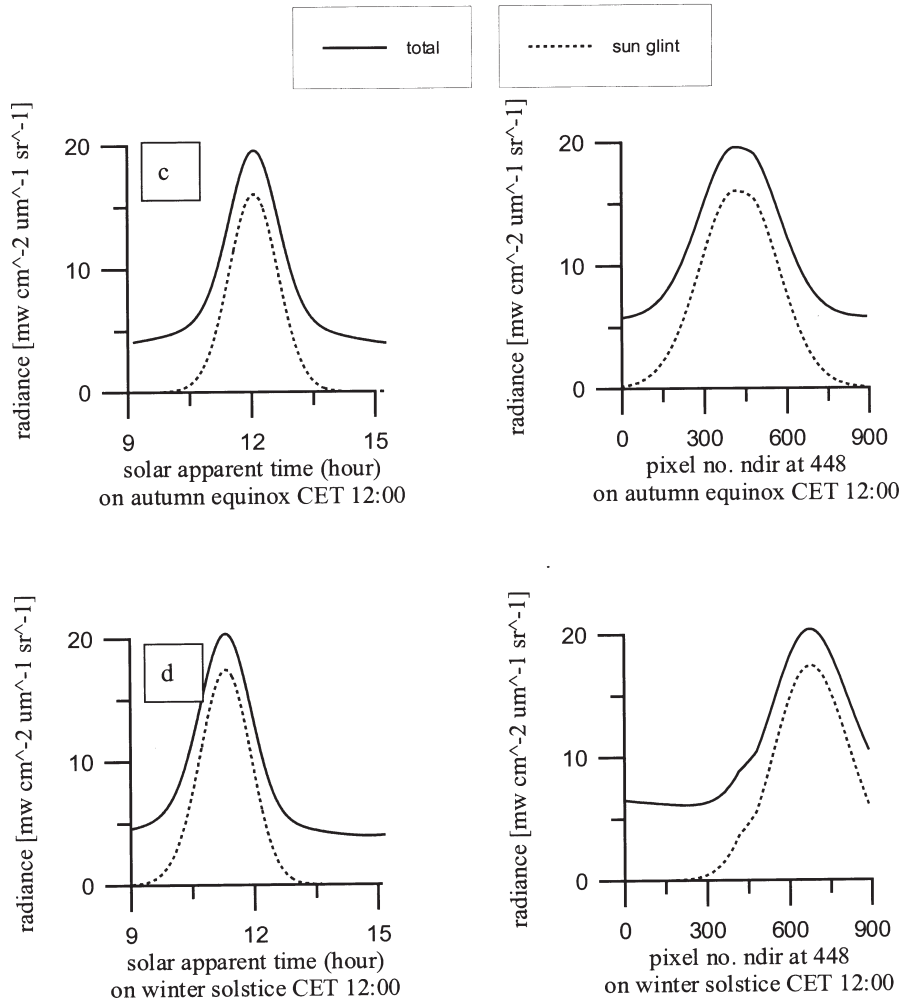 total
sun glint
radiance [mw cm^-2 um^-1 sr^-1]
20
10
0
c
9
12
15
solar apparent time (hour)
on autumn equinox CET 12:00
radiance [mw cm^-2 um^-1 sr^-1]
20
10
0
0
300
600
900
pixel no. ndir at 448
on autumn equinox CET 12:00
radiance [mw cm^-2 um^-1 sr^-1]
20
10
0
d
9
12
15
solar apparent time (hour)
on winter solstice CET 12:00
radiance [mw cm^-2 um^-1 sr^-1]
20
10
0
0
300
600
900
pixel no. ndir at 448
on winter solstice CET 12:00